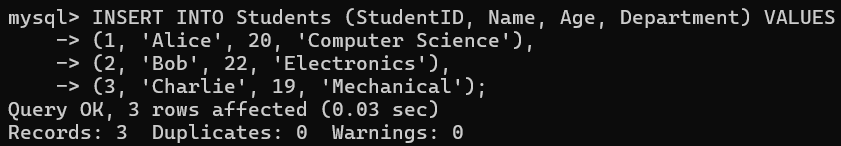 mysql> INSERT INTO Students (StudentID, Name, Age, Department) VALUES
    -> (1, 'Alice', 20, 'Computer Science'),
    -> (2, 'Bob', 22, 'Electronics'),
    -> (3, 'Charlie', 19, 'Mechanical');
Query OK, 3 rows affected (0.03 sec)
Records: 3  Duplicates: 0  Warnings: 0